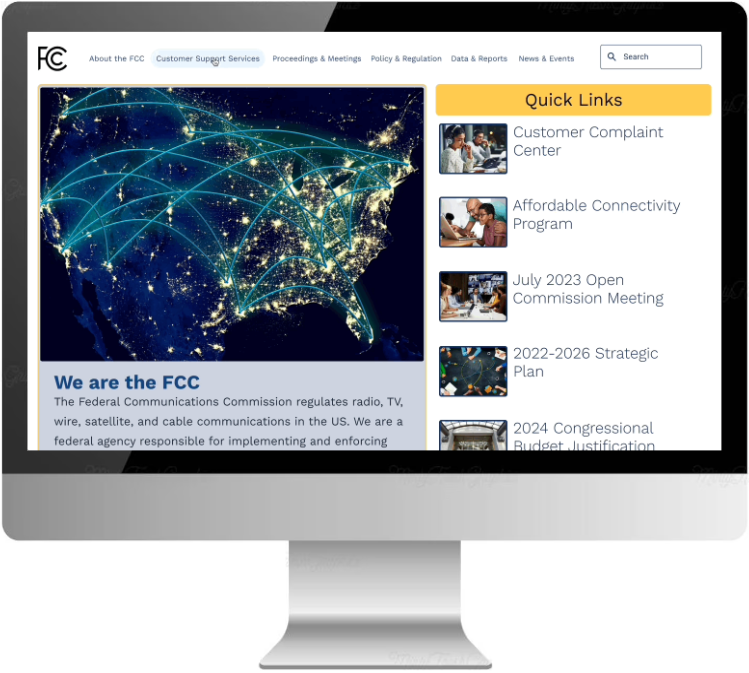 FCC
About the FCC Customer Support Services Proceedings & Meetings Policy & Regulation Data & Reports News & Events Search
Quick Links
Customer Complaint
Center
Affordable Connectivity
Program
July 2023 Open
Commission Meeting
2022-2026 Strategic
Plan
2024 Congressional
Budget Justification
We are the FCC
The Federal Communications Commission regulates radio, TV,
wire, satellite, and cable communications in the US. We are a
federal agency responsible for implementing and enforcing